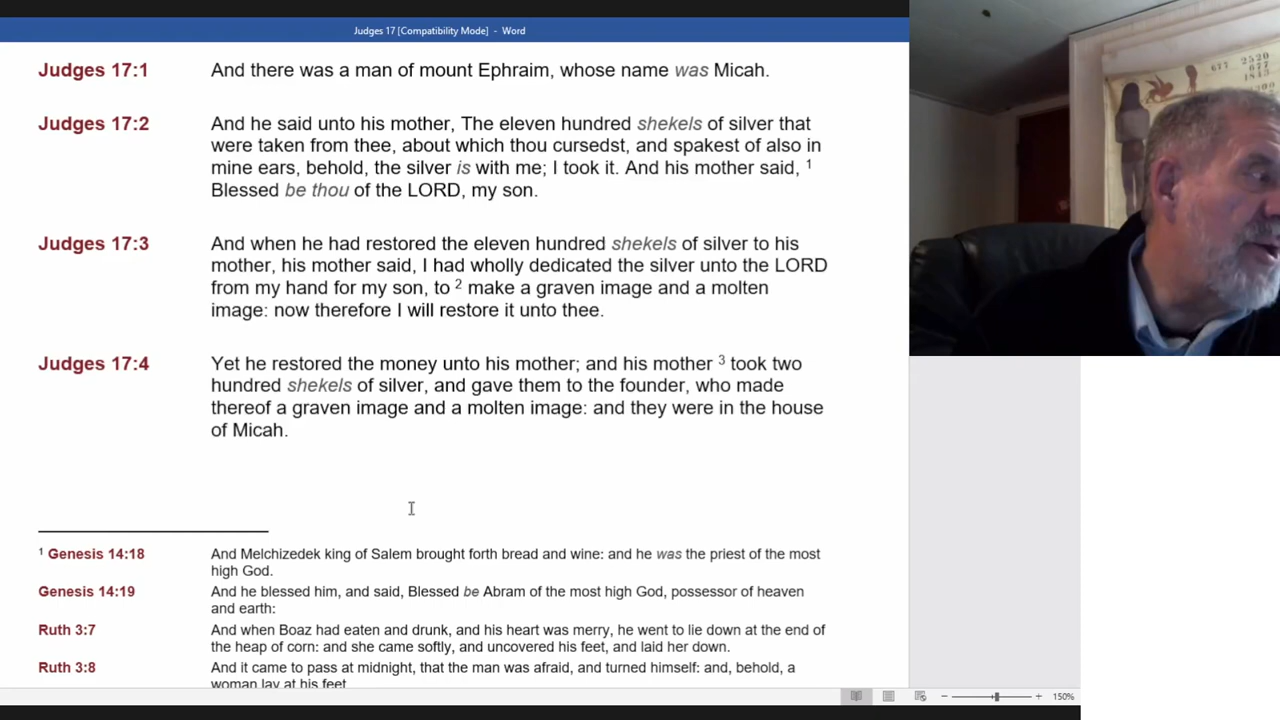 Judges 17 [Compatibility Mode] - Word
Judges 17:1 And there was a man of mount Ephraim, whose name was Micah.
Judges 17:2 And he said unto his mother, The eleven hundred shekels of silver that
were taken from thee, about which thou cursedst, and spakest of also in
mine ears, behold, the silver is with me; I took it. And his mother said, 1
Blessed be thou of the LORD, my son.
Judges 17:3 And when he had restored the eleven hundred shekels of silver to his
mother, his mother said, I had wholly dedicated the silver unto the LORD
from my hand for my son, to 2 make a graven image and a molten
image: now therefore I will restore it unto thee.
Judges 17:4 Yet he restored the money unto his mother; and his mother 3 took two
hundred shekels of silver, and gave them to the founder, who made
thereof a graven image and a molten image: and they were in the house
of Micah.
1 Genesis 14:18 And Melchizedek king of Salem brought forth bread and wine: and he was the priest of the most
high God.
Genesis 14:19 And he blessed him, and said, Blessed be Abram of the most high God, possessor of heaven
and earth:
Ruth 3:7 And when Boaz had eaten and drunk, and his heart was merry, he went to lie down at the end of
the heap of corn: and she came softly, and uncovered his feet, and laid her down.
Ruth 3:8 And it came to pass at midnight, that the man was afraid, and turned himself: and, behold, a
woman lay at his feet
150%
677 2520
677
1843